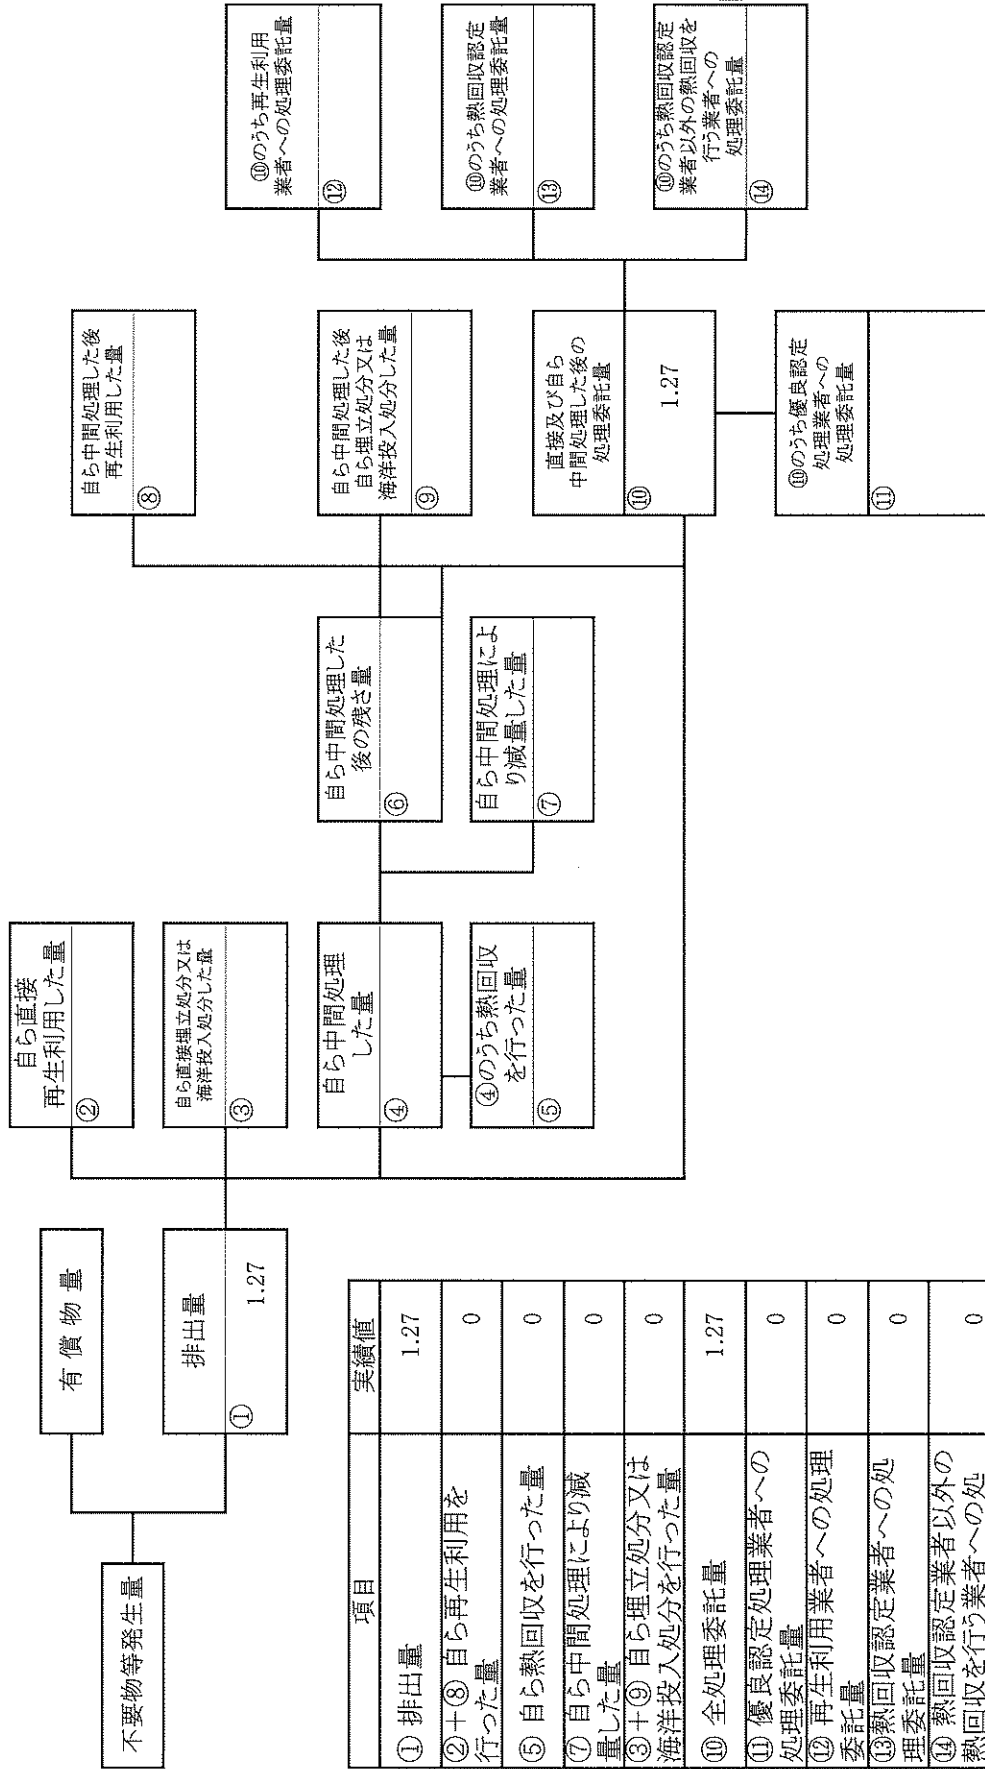 不要物等発生量
有償物量
排出量
①
1.27
自ら直接
再生利用した量
②
自ら直接埋立処分又は
海洋投入処分した量
③
自ら中間処理
した量
④
④のうち熱回収
を行った量
⑤
自ら中間処理した
後の残さ量
⑥
自ら中間処理によ
り減量した量
⑦
自ら中間処理した後
再生利用した量
⑧
自ら中間処理した後
自ら埋立処分又は
海洋投入処分した量
⑨
直接及び自ら
中間処理した後の
処理委託量
⑩
1.27
⑩のうち優良認定
処理業者への
処理委託量
⑪
⑩のうち再生利用
業者への処理委託量
⑫
⑩のうち熱回収認定
業者への処理委託量
⑬
⑩のうち熱回収認定
業者以外の熱回収を
行う業者への
処理委託量
⑭
項目 実績値
①排出量 1.27
②+⑧自ら再生利用を
行った量 0
⑤自ら熱回収を行った量 0
⑦自ら中間処理により減
量した量 0
③+⑨自ら埋立処分又は
海洋投入処分を行った量 0
⑩全処理委託量 1.27
⑪優良認定処理業者への
処理委託量 0
⑫再生利用業者への処理
委託量 0
⑬熱回収認定業者への処
理委託量 0
⑭熱回収認定業者以外の
熱回収を行う業者への処 0